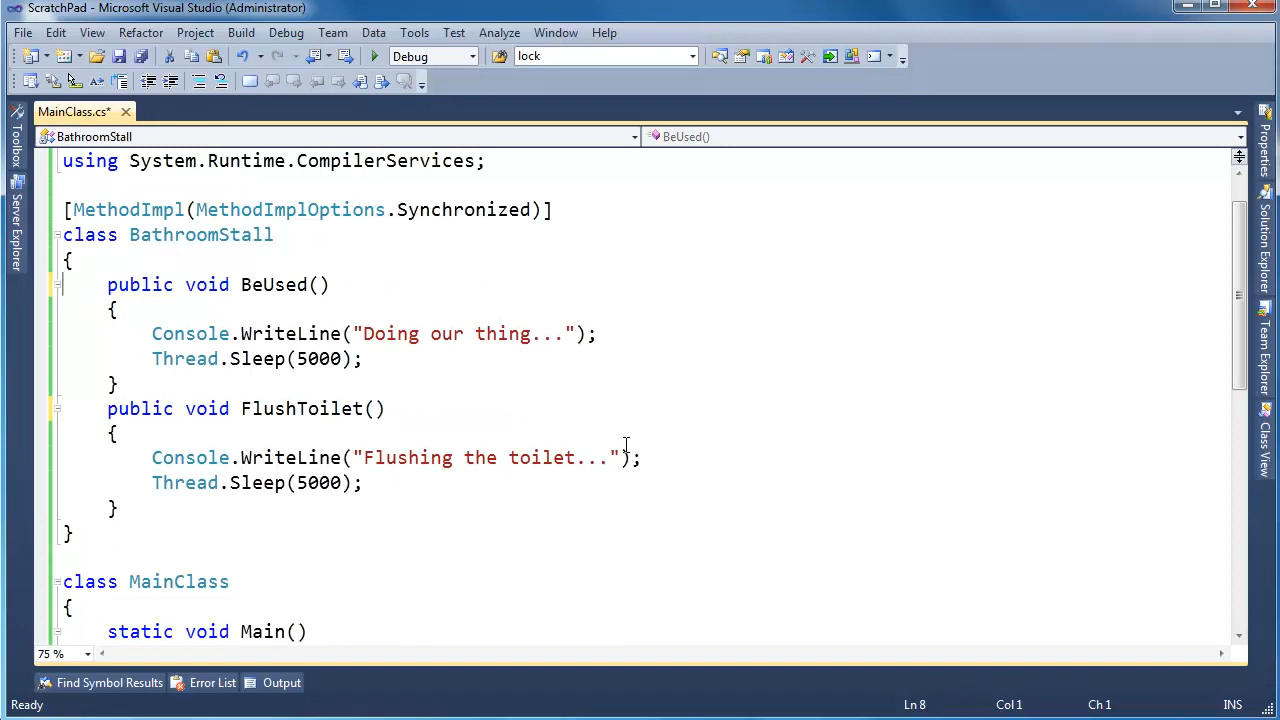 ScratchPad - Microsoft Visual Studio (Administrator)
File Edit View Refactor Project Build Debug Team Data Tools Test Analyze Window Help
Debug lock
MainClass.cs*
BathroomStall BeUsed()
using System.Runtime.CompilerServices;
[MethodImpl(MethodImplOptions.Synchronized)]
class BathroomStall
{
public void BeUsed()
{
Console.WriteLine("Doing our thing...");
Thread.Sleep(5000);
}
public void FlushToilet()
{
Console.WriteLine("Flushing the toilet...");
Thread.Sleep(5000);
}
}
class MainClass
{
static void Main()
75 %
Toolbox
Server Explorer
Properties
Solution Explorer
Team Explorer
Class View
Find Symbol Results Error List Output
Ready Ln 8 Col 1 Ch 1 INS